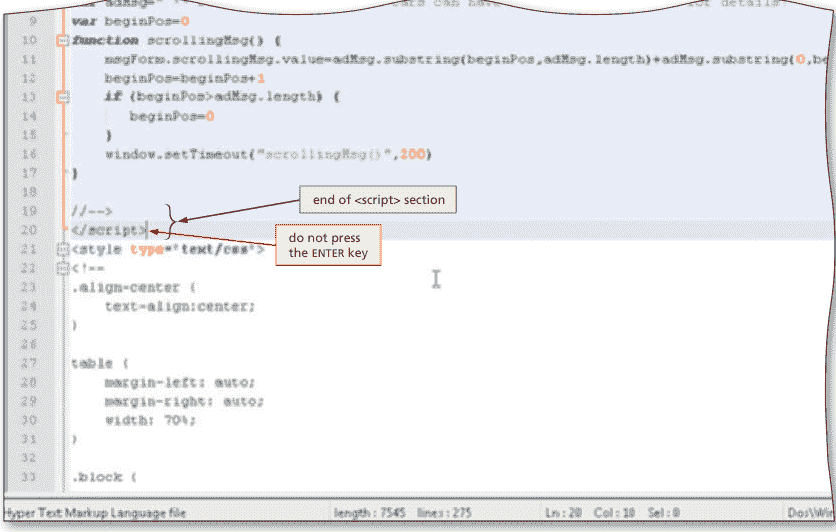 9 var beginPos=0
10 function scrollingMsg() {
11 msgForm.scrollingMsg.value=adMsg.substring(beginPos,adMsg.length)+adMsg.substring(0,be
12 beginPos=beginPos+1
13 if (beginPos>adMsg.length) {
14 beginPos=0
15 }
16 window.setTimeout("scrollingMsg()",200)
17 }
18
end of <script> section
19 //-->
20 </script>
do not press
the ENTER key
21 <style type="text/css">
22 <!--
23 .align-center {
24 text-align:center;
25 }
26
27 table {
28 margin-left: auto;
29 margin-right: auto;
30 width: 70%;
31 }
32
33 .block {
Hyper Text Markup Language file length : 7545 lines : 275 Ln : 20 Col : 10 Sel : 0 Dos\Win